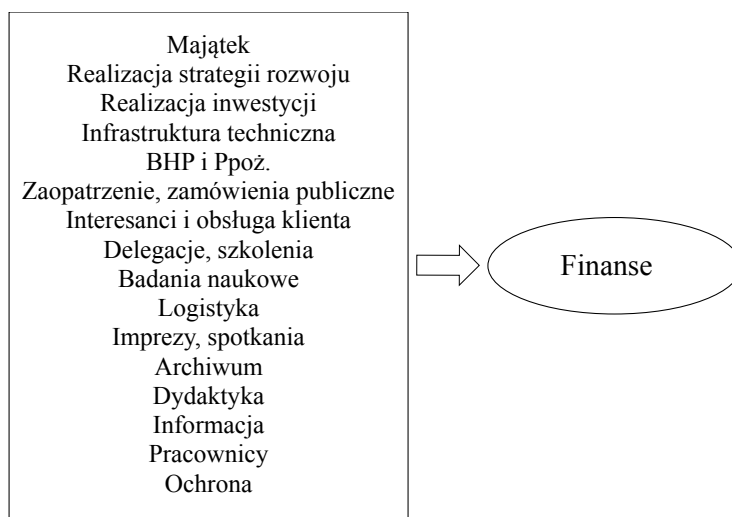 Majątek
Realizacja strategii rozwoju
Realizacja inwestycji
Infrastruktura techniczna
BHP i Ppoż.
Zaopatrzenie, zamówienia publiczne
Interesanci i obsługa klienta
Delegacje, szkolenia
Badania naukowe
Logistyka
Imprezy, spotkania
Archiwum
Dydaktyka
Informacja
Pracownicy
Ochrona
Finanse